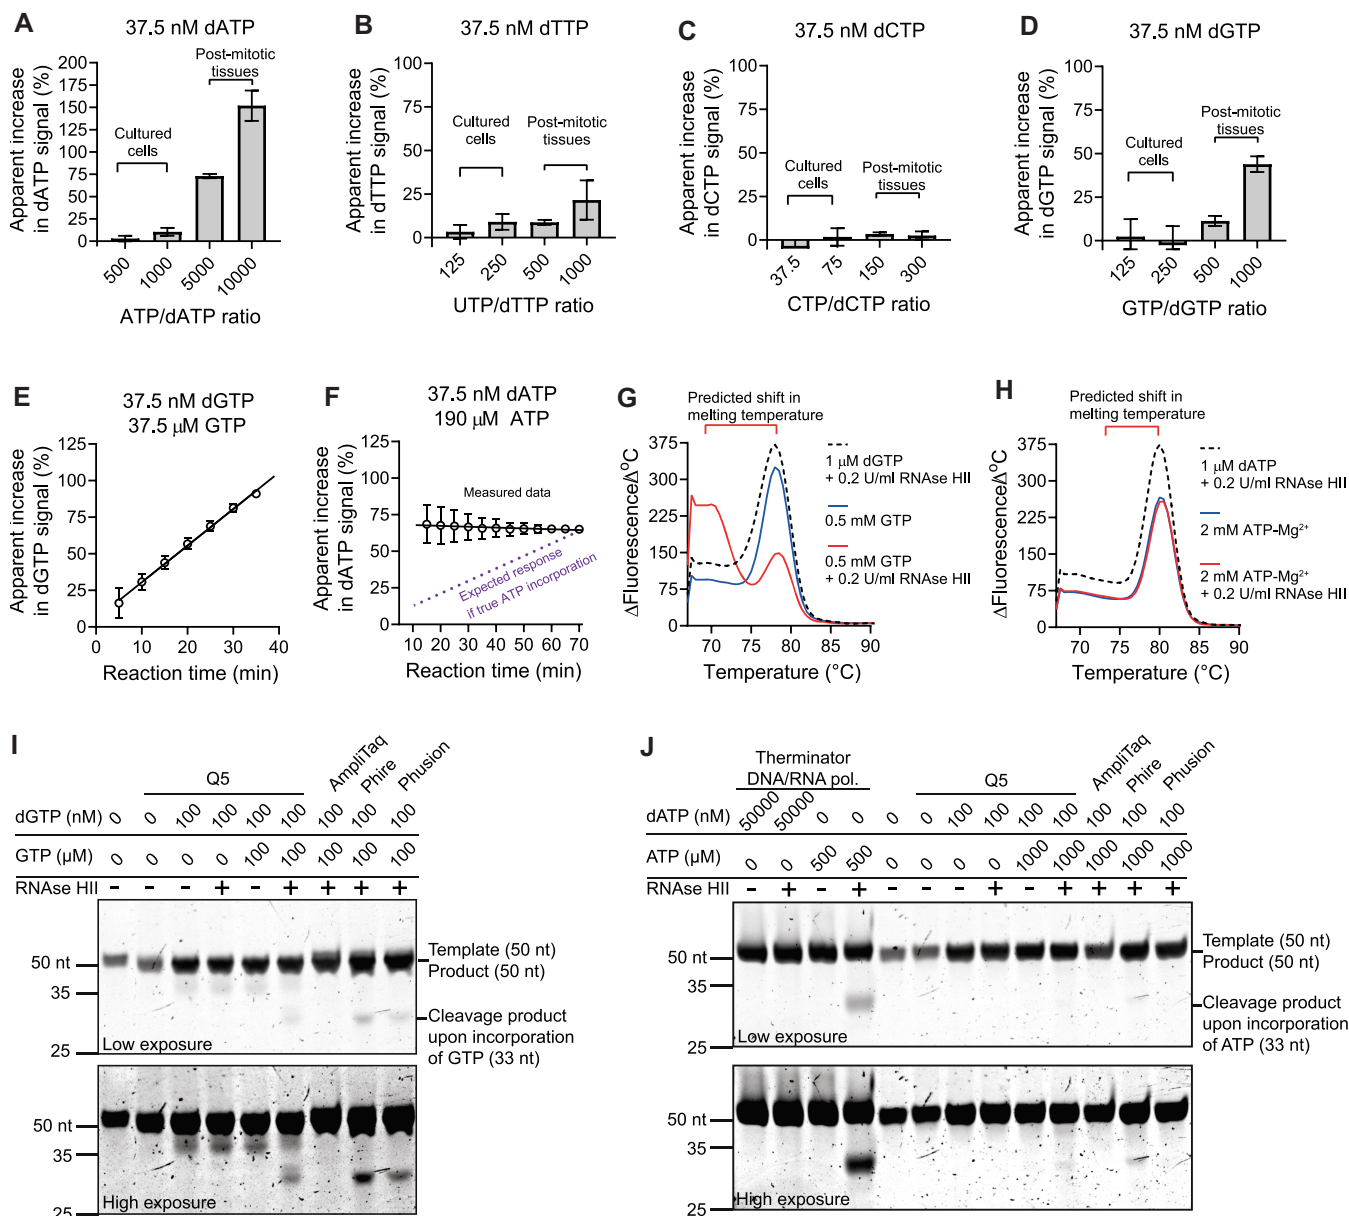 A
37.5 nM dATP
Apparent increase
in dATP signal (%)
200
175
150
125
100
75
50
25
0
Cultured
cells
Post-mitotic
tissues
500
1000
5000
10000
ATP/dATP ratio
B
37.5 nM dTTP
Apparent increase
in dTTP signal (%)
100
75
50
25
0
Cultured
cells
Post-mitotic
tissues
125
250
500
1000
UTP/dTTP ratio
C
37.5 nM dCTP
Apparent increase
in dCTP signal (%)
100
75
50
25
0
Cultured
cells
Post-mitotic
tissues
37.5
75
150
300
CTP/dCTP ratio
D
37.5 nM dGTP
Apparent increase
in dGTP signal (%)
100
75
50
25
0
Cultured
cells
Post-mitotic
tissues
125
250
500
1000
GTP/dGTP ratio
E
37.5 nM dGTP
37.5 µM GTP
Apparent increase
in dGTP signal (%)
125
100
75
50
25
0
0 10 20 30 40
Reaction time (min)
F
37.5 nM dATP
190 µM ATP
Apparent increase
in dATP signal (%)
125
100
75
50
25
0
Measured data
Expected response
if true ATP incorporation
10 20 30 40 50 60 70
Reaction time (min)
G
Predicted shift in
melting temperature
ΔFluorescence/Δ°C
375
300
225
150
75
0
70 75 80 85 90
Temperature (°C)
1 µM dGTP
+ 0.2 U/ml RNAse HII
0.5 mM GTP
0.5 mM GTP
+ 0.2 U/ml RNAse HII
H
Predicted shift in
melting temperature
ΔFluorescence/Δ°C
375
300
225
150
75
0
70 75 80 85 90
Temperature (°C)
1 µM dATP
+ 0.2 U/ml RNAse HII
2 mM ATP-Mg²⁺
2 mM ATP-Mg²⁺
+ 0.2 U/ml RNAse HII
I
Q5
AmpliTaq
Phire
Phusion
dGTP (nM) 0 0 100 100 100 100 100 100 100
GTP (µM) 0 0 0 0 100 100 100 100 100
RNAse HII - - - + - + + + +
50 nt
35
25
Low exposure
Template (50 nt)
Product (50 nt)
Cleavage product
upon incorporation
of GTP (33 nt)
50 nt
35
25
High exposure
J
Therminator
DNA/RNA pol.
Q5
AmpliTaq
Phire
Phusion
dATP (nM) 50000 50000 0 0 0 0 100 100 100 100 100 100 100
ATP (µM) 0 0 500 500 0 0 0 0 1000 1000 1000 1000 1000
RNAse HII - + - + - - - + - + + + +
50 nt
35
25
Low exposure
Template (50 nt)
Product (50 nt)
Cleavage product
upon incorporation
of ATP (33 nt)
50 nt
35
25
High exposure